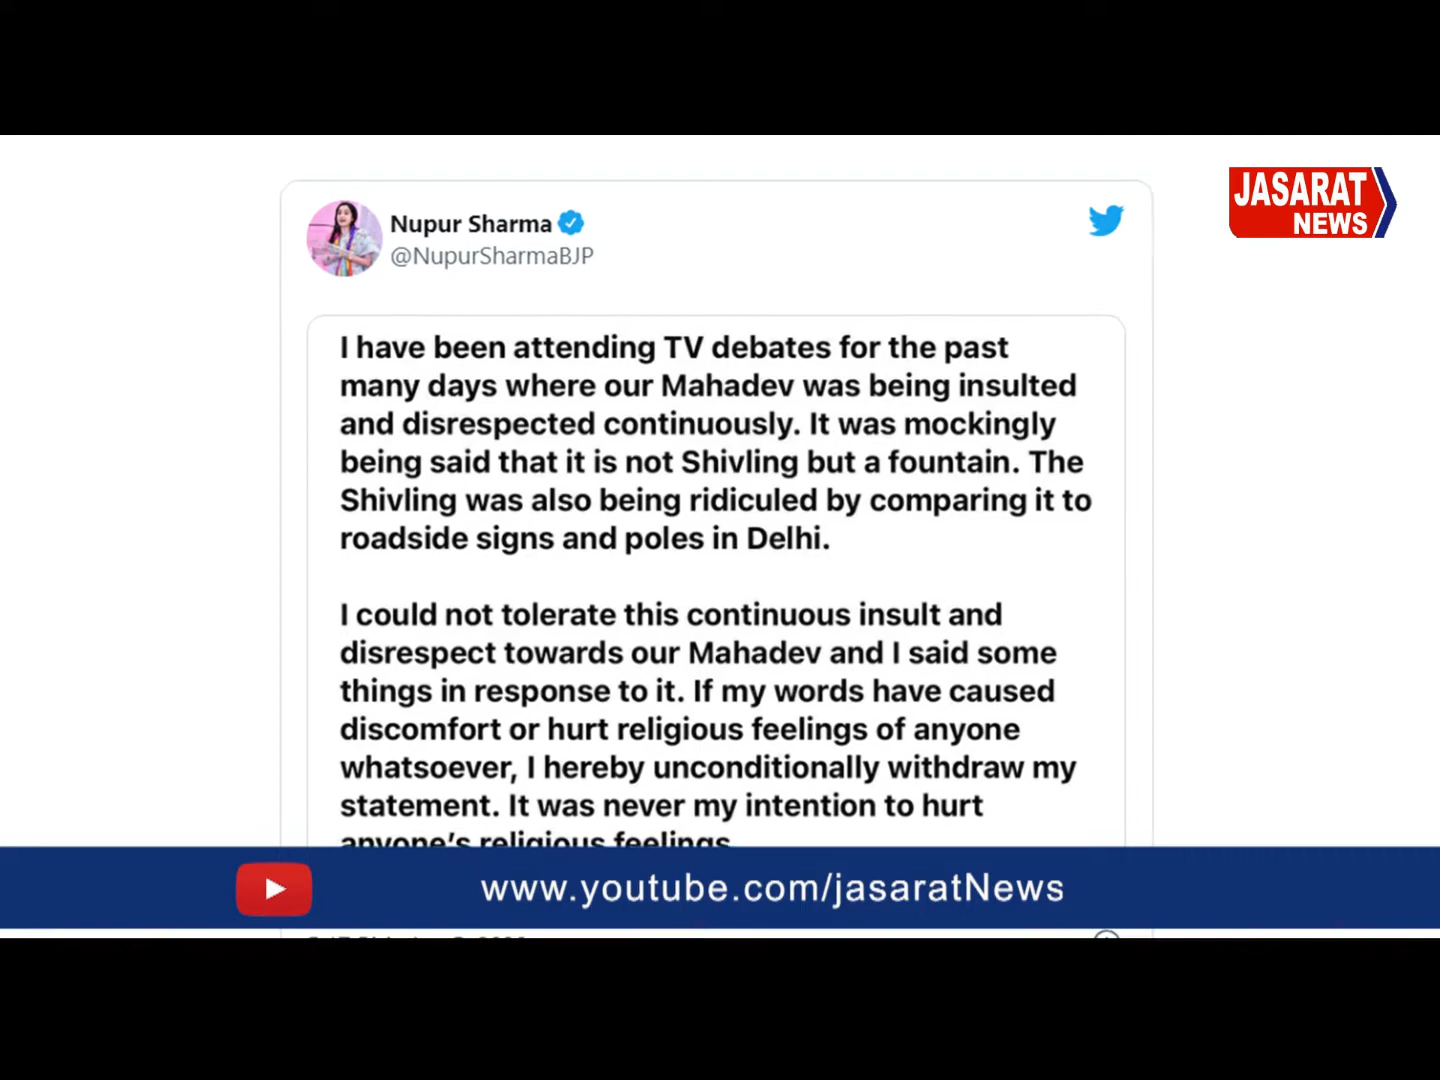 JASARAT
NEWS
Nupur Sharma
@NupurSharmaBJP
I have been attending TV debates for the past
many days where our Mahadev was being insulted
and disrespected continuously. It was mockingly
being said that it is not Shivling but a fountain. The
Shivling was also being ridiculed by comparing it to
roadside signs and poles in Delhi.
I could not tolerate this continuous insult and
disrespect towards our Mahadev and I said some
things in response to it. If my words have caused
discomfort or hurt religious feelings of anyone
whatsoever, I hereby unconditionally withdraw my
statement. It was never my intention to hurt
anyone’s religious feelings.
www.youtube.com/jasaratNews